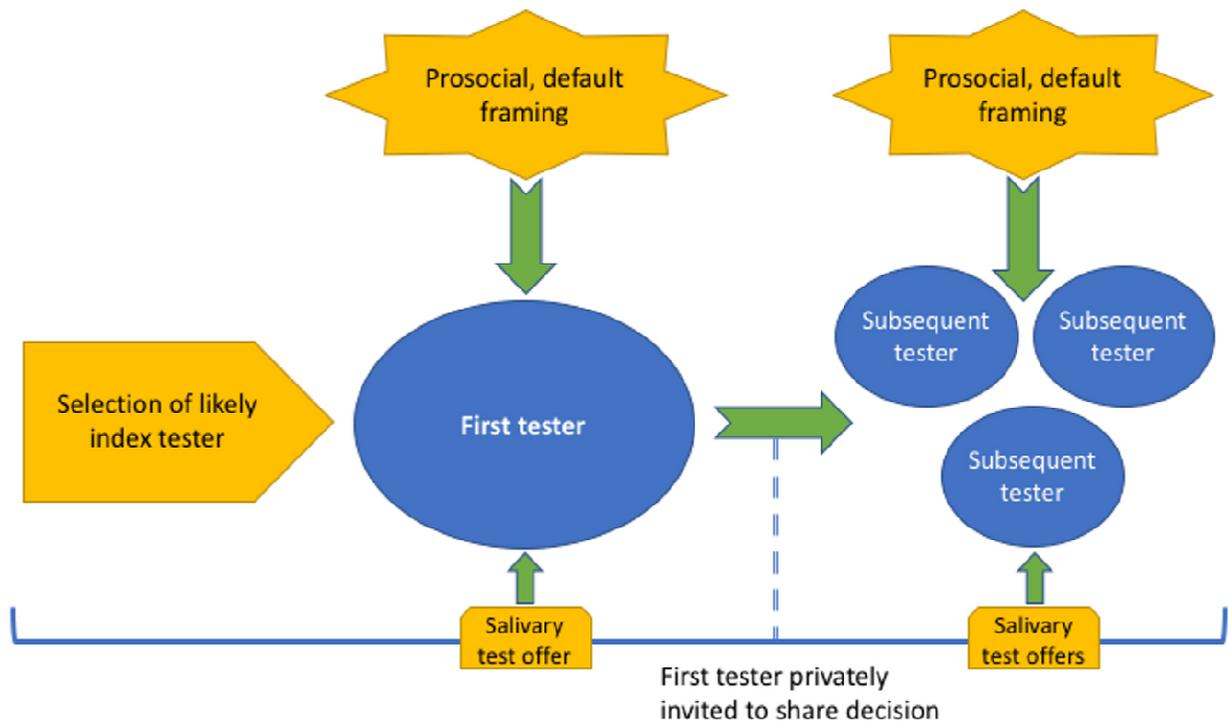 Prosocial, default
framing
Prosocial, default
framing
Subsequent
tester
Subsequent
tester
Selection of likely
index tester
First tester
Subsequent
tester
Salivary
test offer
Salivary
test offers
First tester privately
invited to share decision